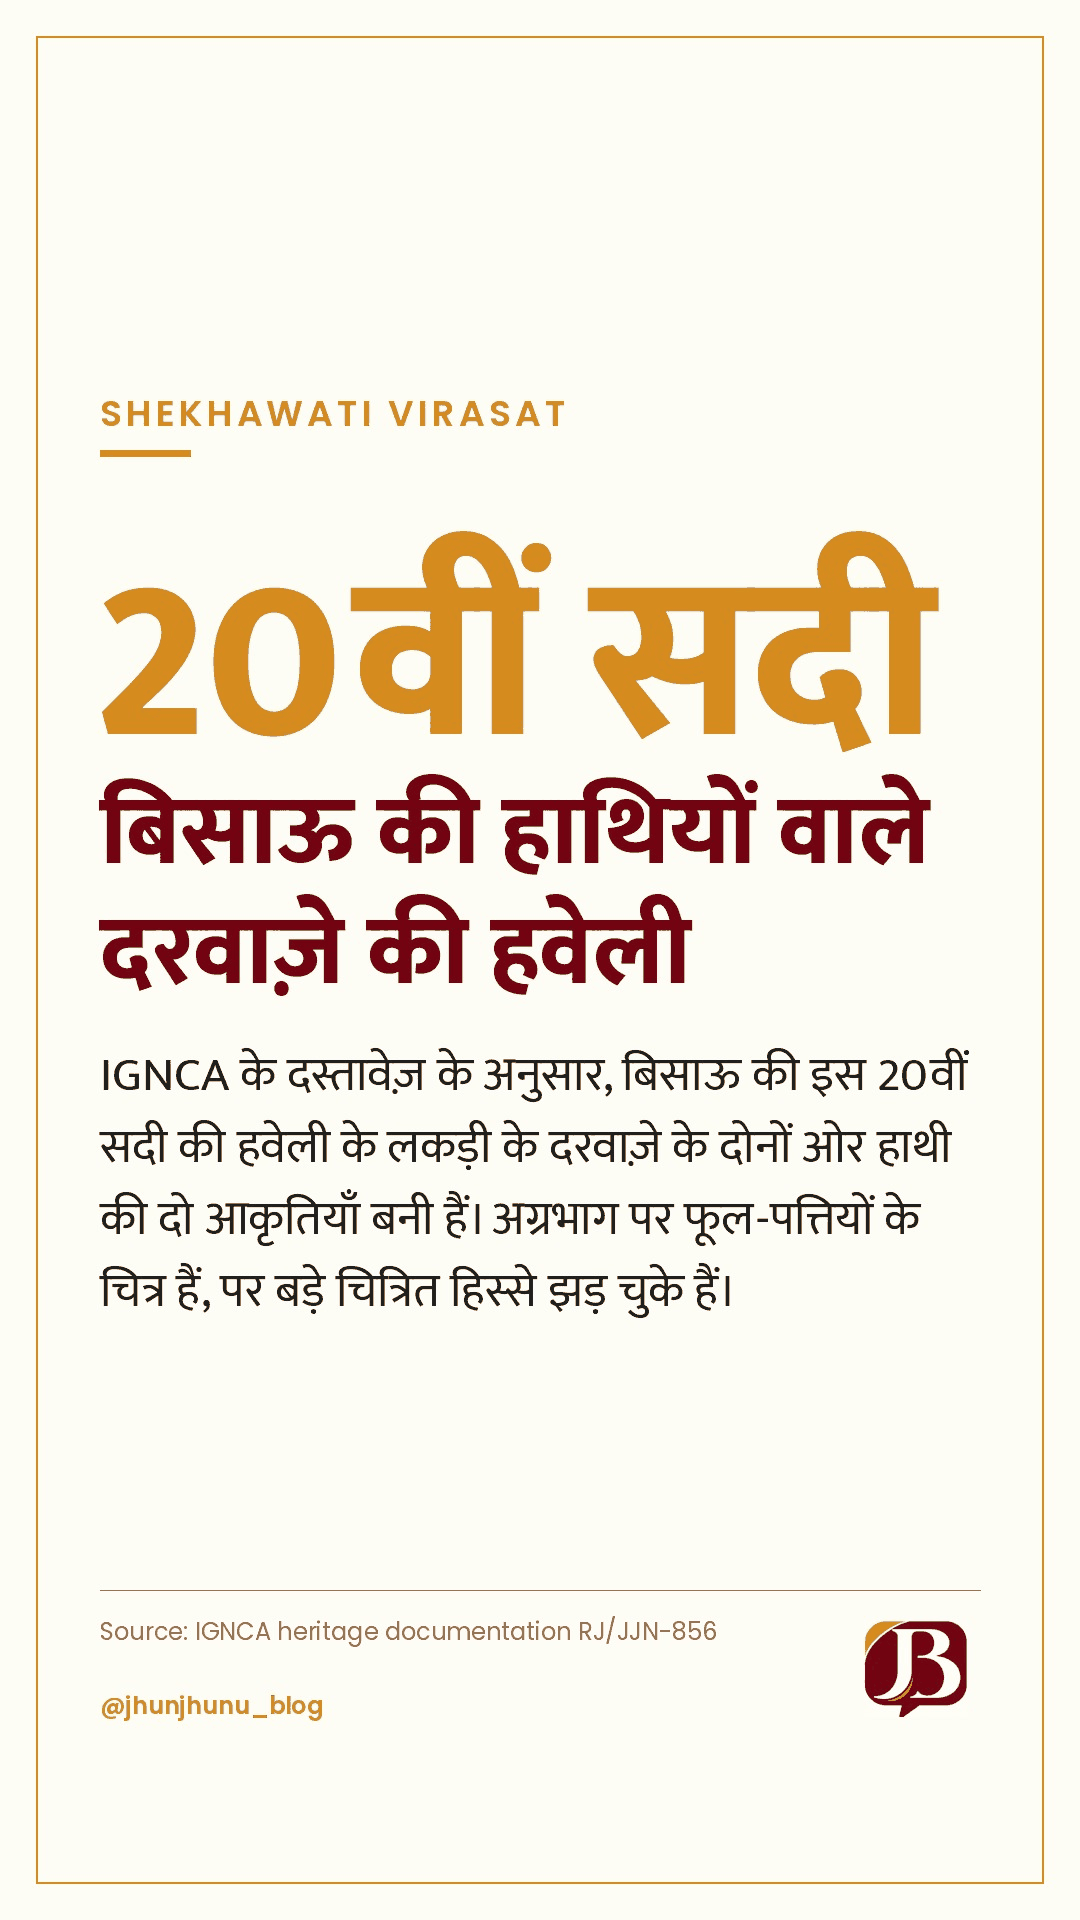 SHEKHAWATI VIRASAT
20वीं सदी
बिसाऊ की हाथियों वाले
दरवाज़े की हवेली
IGNCA के दस्तावेज़ के अनुसार, बिसाऊ की इस 20वीं
सदी की हवेली के लकड़ी के दरवाज़े के दोनों ओर हाथी
की दो आकृतियाँ बनी हैं। अग्रभाग पर फूल-पत्तियों के
चित्र हैं, पर बड़े चित्रित हिस्से झड़ चुके हैं।
Source: IGNCA heritage documentation RJ/JJN-856
JB
@jhunjhunu_blog